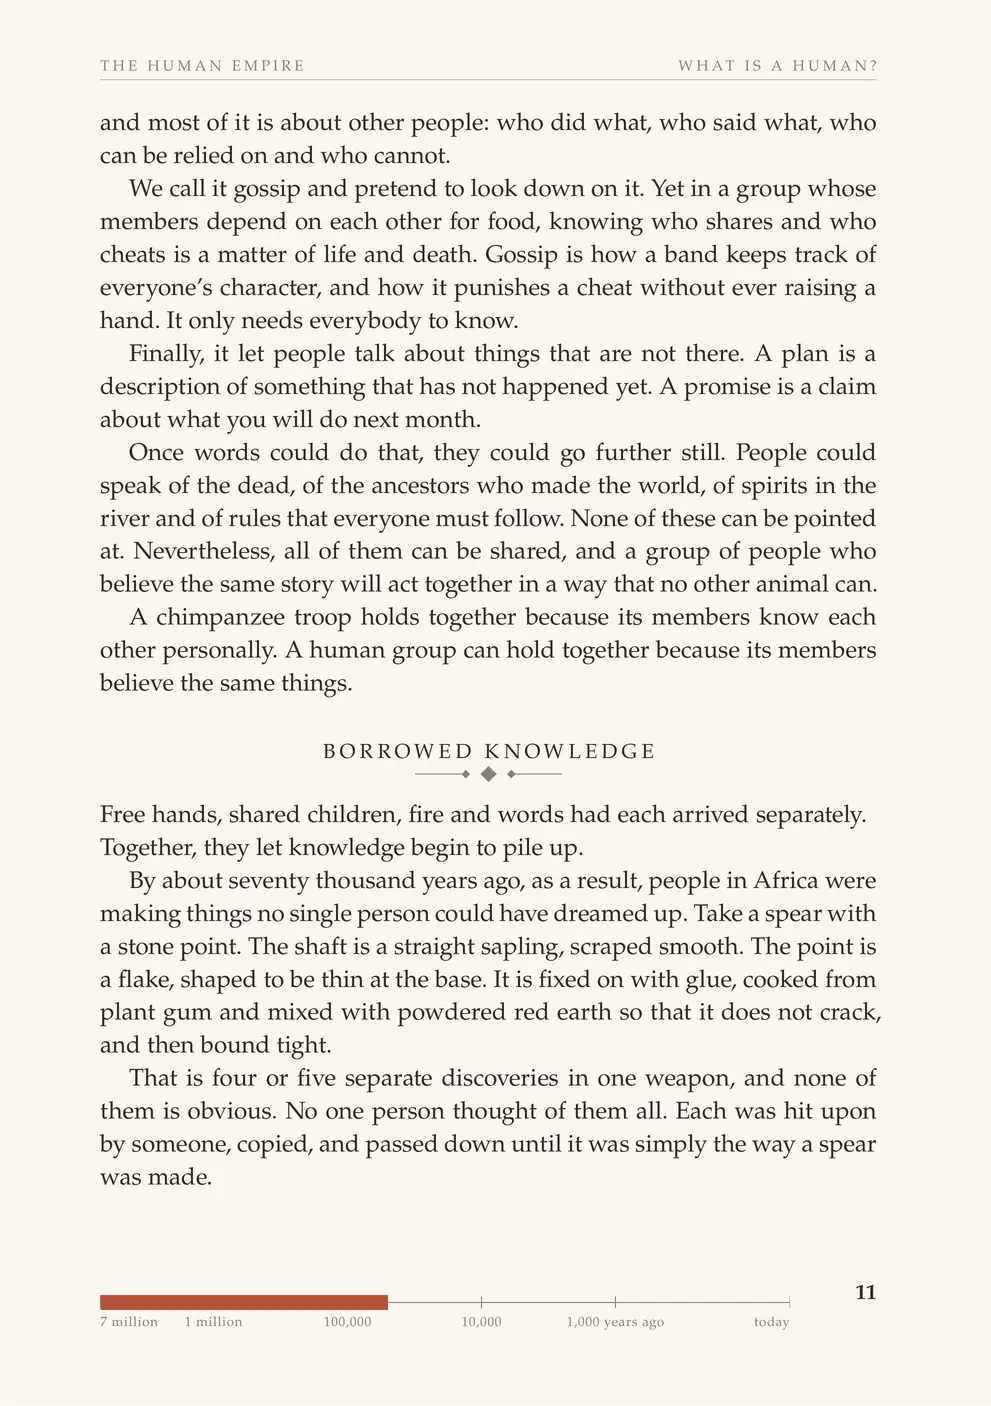 THE HUMAN EMPIRE
WHAT IS A HUMAN?
and most of it is about other people: who did what, who said what, who
can be relied on and who cannot.
We call it gossip and pretend to look down on it. Yet in a group whose
members depend on each other for food, knowing who shares and who
cheats is a matter of life and death. Gossip is how a band keeps track of
everyone’s character, and how it punishes a cheat without ever raising a
hand. It only needs everybody to know.
Finally, it let people talk about things that are not there. A plan is a
description of something that has not happened yet. A promise is a claim
about what you will do next month.
Once words could do that, they could go further still. People could
speak of the dead, of the ancestors who made the world, of spirits in the
river and of rules that everyone must follow. None of these can be pointed
at. Nevertheless, all of them can be shared, and a group of people who
believe the same story will act together in a way that no other animal can.
A chimpanzee troop holds together because its members know each
other personally. A human group can hold together because its members
believe the same things.
BORROWED KNOWLEDGE
Free hands, shared children, fire and words had each arrived separately.
Together, they let knowledge begin to pile up.
By about seventy thousand years ago, as a result, people in Africa were
making things no single person could have dreamed up. Take a spear with
a stone point. The shaft is a straight sapling, scraped smooth. The point is
a flake, shaped to be thin at the base. It is fixed on with glue, cooked from
plant gum and mixed with powdered red earth so that it does not crack,
and then bound tight.
That is four or five separate discoveries in one weapon, and none of
them is obvious. No one person thought of them all. Each was hit upon
by someone, copied, and passed down until it was simply the way a spear
was made.
11
7 million 1 million 100,000 10,000 1,000 years ago today